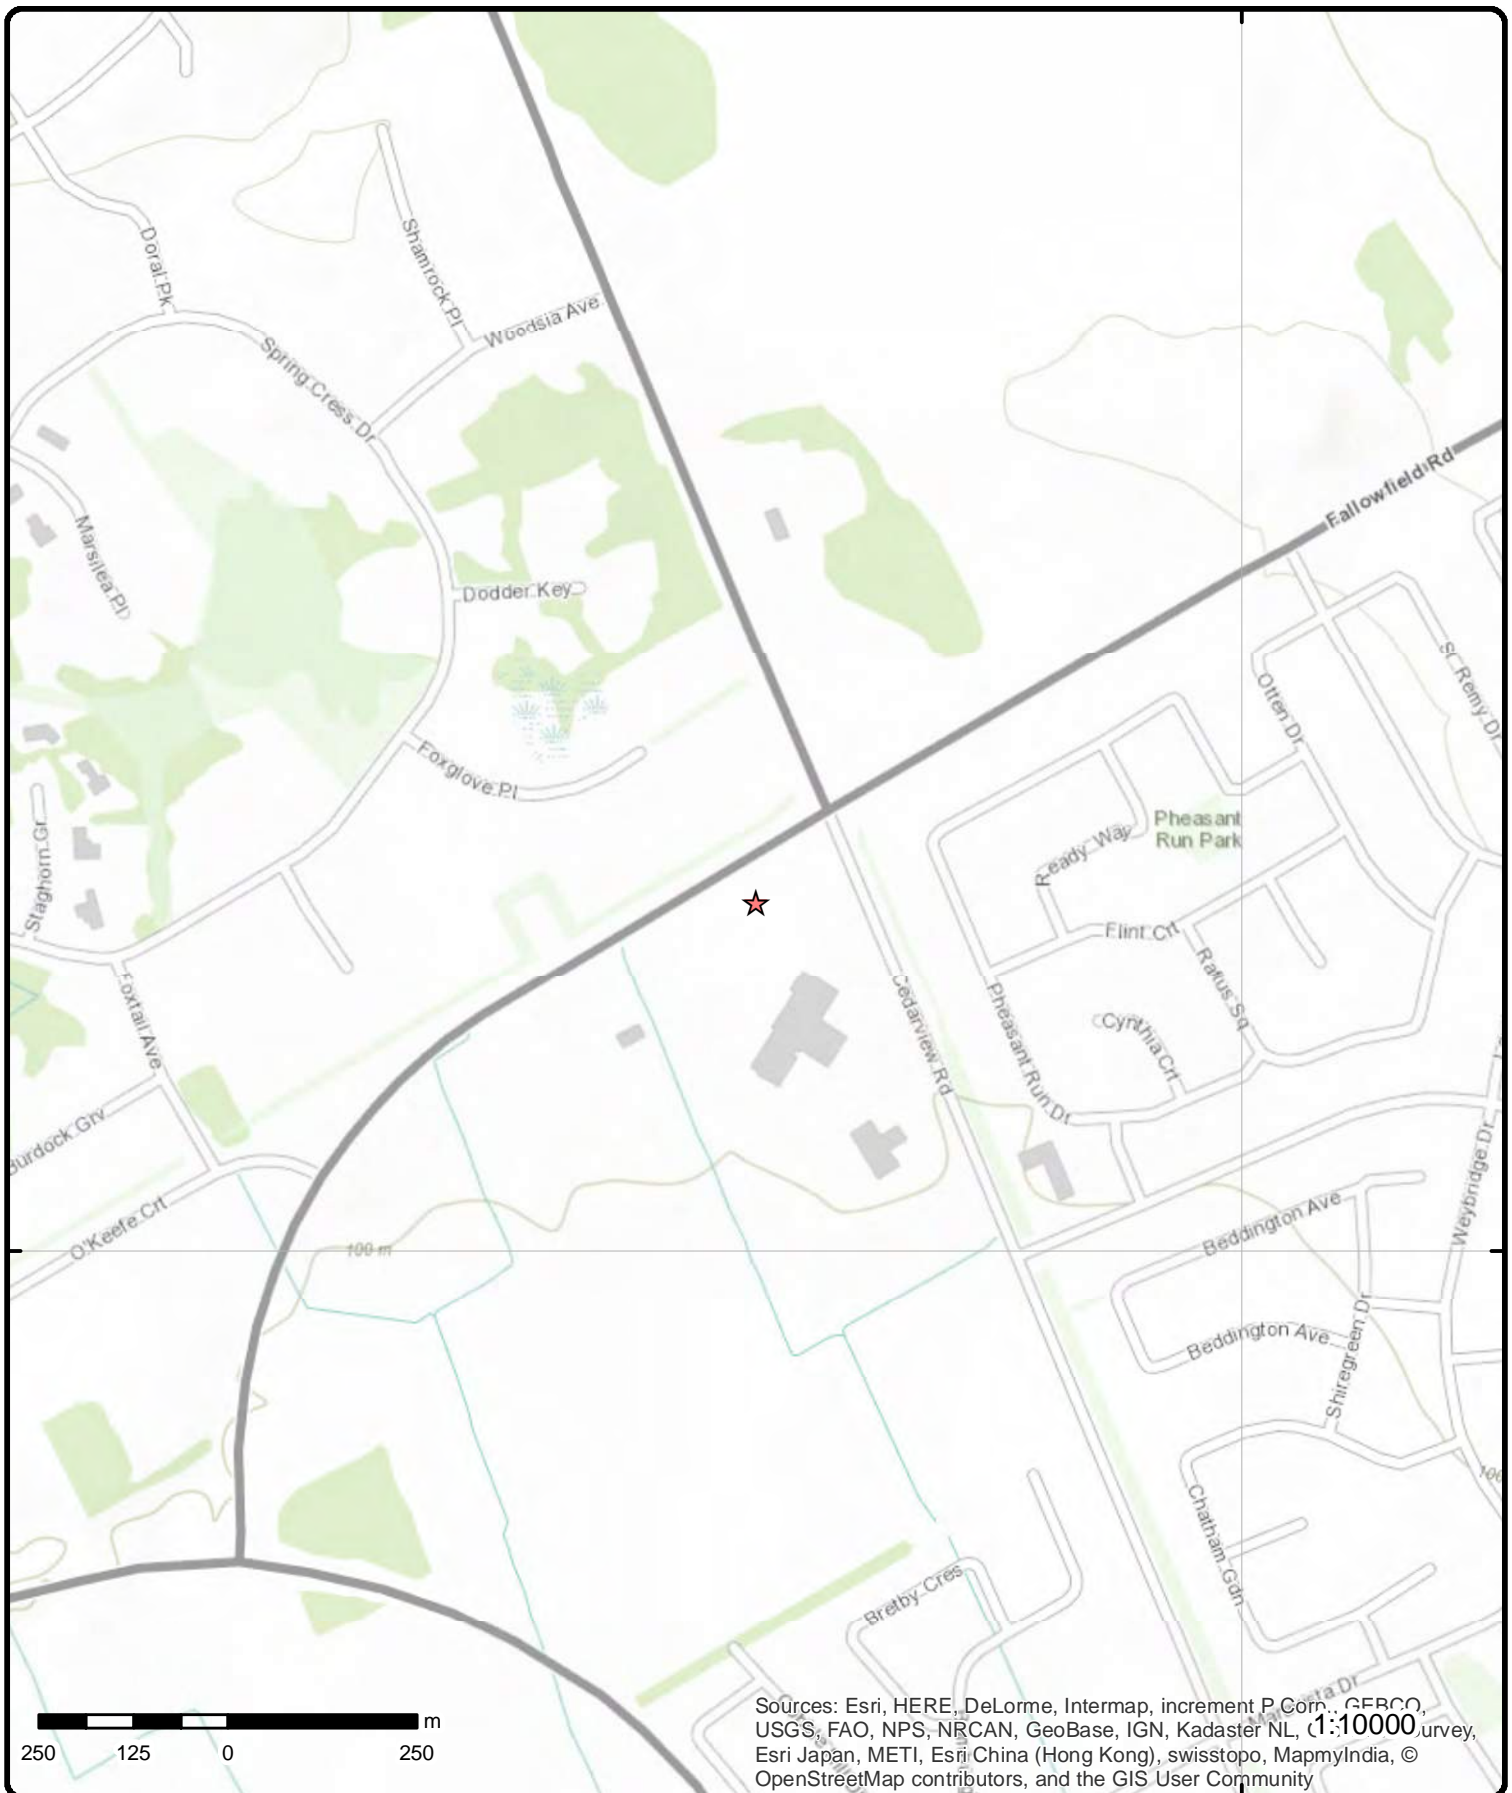 Doral Pk
Shamrock Pl
Woodsia Ave
Spring Cress Dr
Fallowfield Rd
Marsilea Pl
Dodder Key
St. Remy Dr
Otten Dr
Foxglove Pl
Pheasant
Run Park
Ready Way
Staghorn Gr
Flint Crt
Rafius Sq
Foxtail Ave
Cedarview Rd
Pheasant Run Dr
Cynthia Crt
Burdock Grv
Weybridge Dr
O'Keefe Crt
Beddington Ave
100 m
Beddington Ave
Shiregreen Dr
Chatham Gdn
Bretby Cres
m
250 125 0 250
Sources: Esri, HERE, DeLorme, Intermap, increment P Corp., GEBCO,
USGS, FAO, NPS, NRCAN, GeoBase, IGN, Kadaster NL,
1:10000
Esri Japan, METI, Esri China (Hong Kong), swisstopo, MapmyIndia, ©
OpenStreetMap contributors, and the GIS User Community